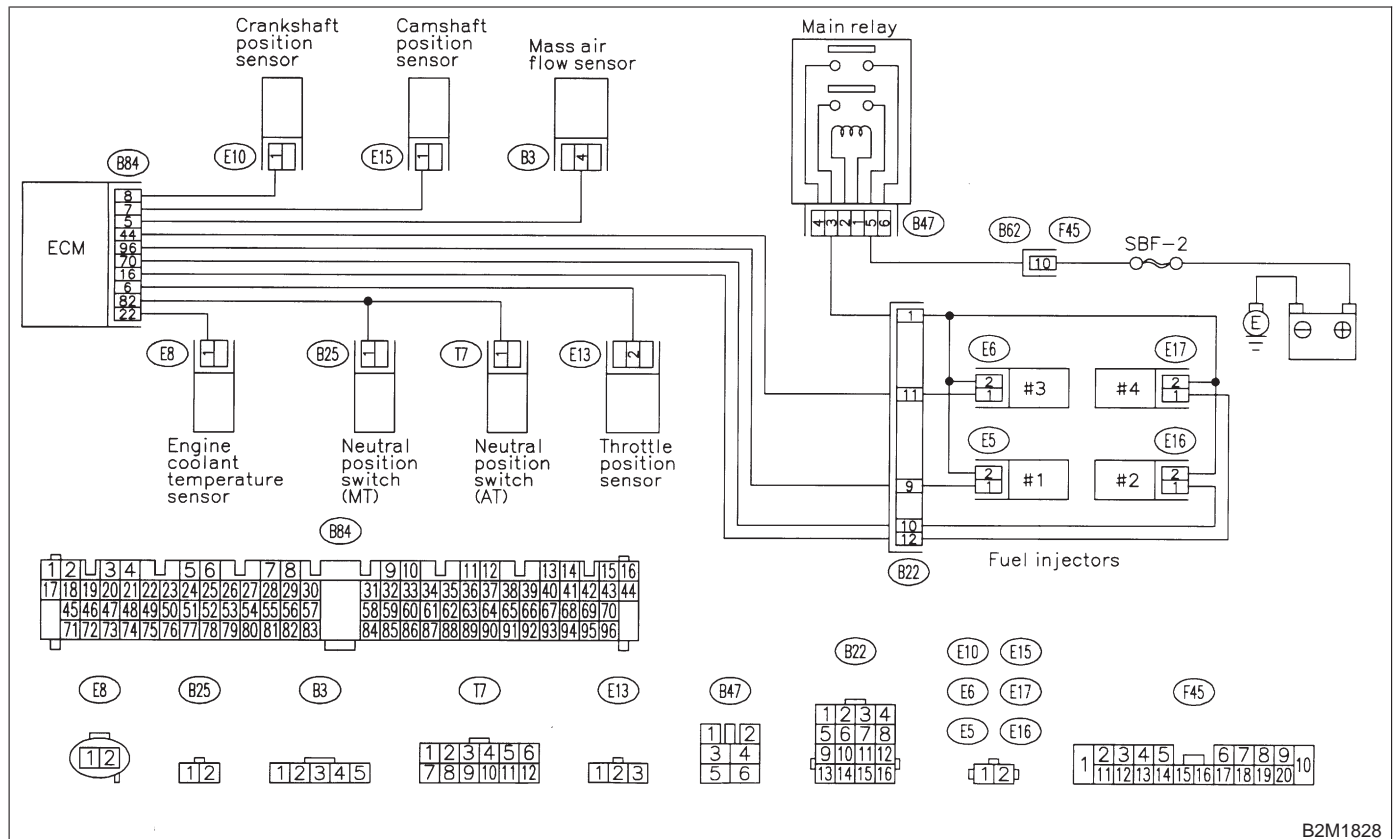 Crankshaft
position
sensor
Camshaft
position
sensor
Mass air
flow sensor
Main relay
E10
1
E15
1
B3
4
B84
ECM
8
7
5
44
96
70
16
6
82
22
4 3 2 1 5 6
B47
B62
F45
SBF-2
10
E
⊖ ⊕
E8
1
B25
1
T7
1
E13
2
Engine
coolant
temperature
sensor
Neutral
position
switch
(MT)
Neutral
position
switch
(AT)
Throttle
position
sensor
1
11
9
10
12
B22
E6
2
1
#3
E17
#4
2
1
E5
2
1
#1
E16
#2
2
1
Fuel injectors
B84
1 2 3 4 5 6 7 8 9 10 11 12 13 14 15 16
17 18 19 20 21 22 23 24 25 26 27 28 29 30 31 32 33 34 35 36 37 38 39 40 41 42 43 44
45 46 47 48 49 50 51 52 53 54 55 56 57 58 59 60 61 62 63 64 65 66 67 68 69 70
71 72 73 74 75 76 77 78 79 80 81 82 83 84 85 86 87 88 89 90 91 92 93 94 95 96
E8
1 2
B25
1 2
B3
1 2 3 4 5
T7
1 2 3 4 5 6
7 8 9 10 11 12
E13
1 2 3
B47
1 2
3 4
5 6
B22
1 2 3 4
5 6 7 8
9 10 11 12
13 14 15 16
E10 E15
E6 E17
E5 E16
1 2
F45
1 2 3 4 5 6 7 8 9 10
11 12 13 14 15 16 17 18 19 20
B2M1828